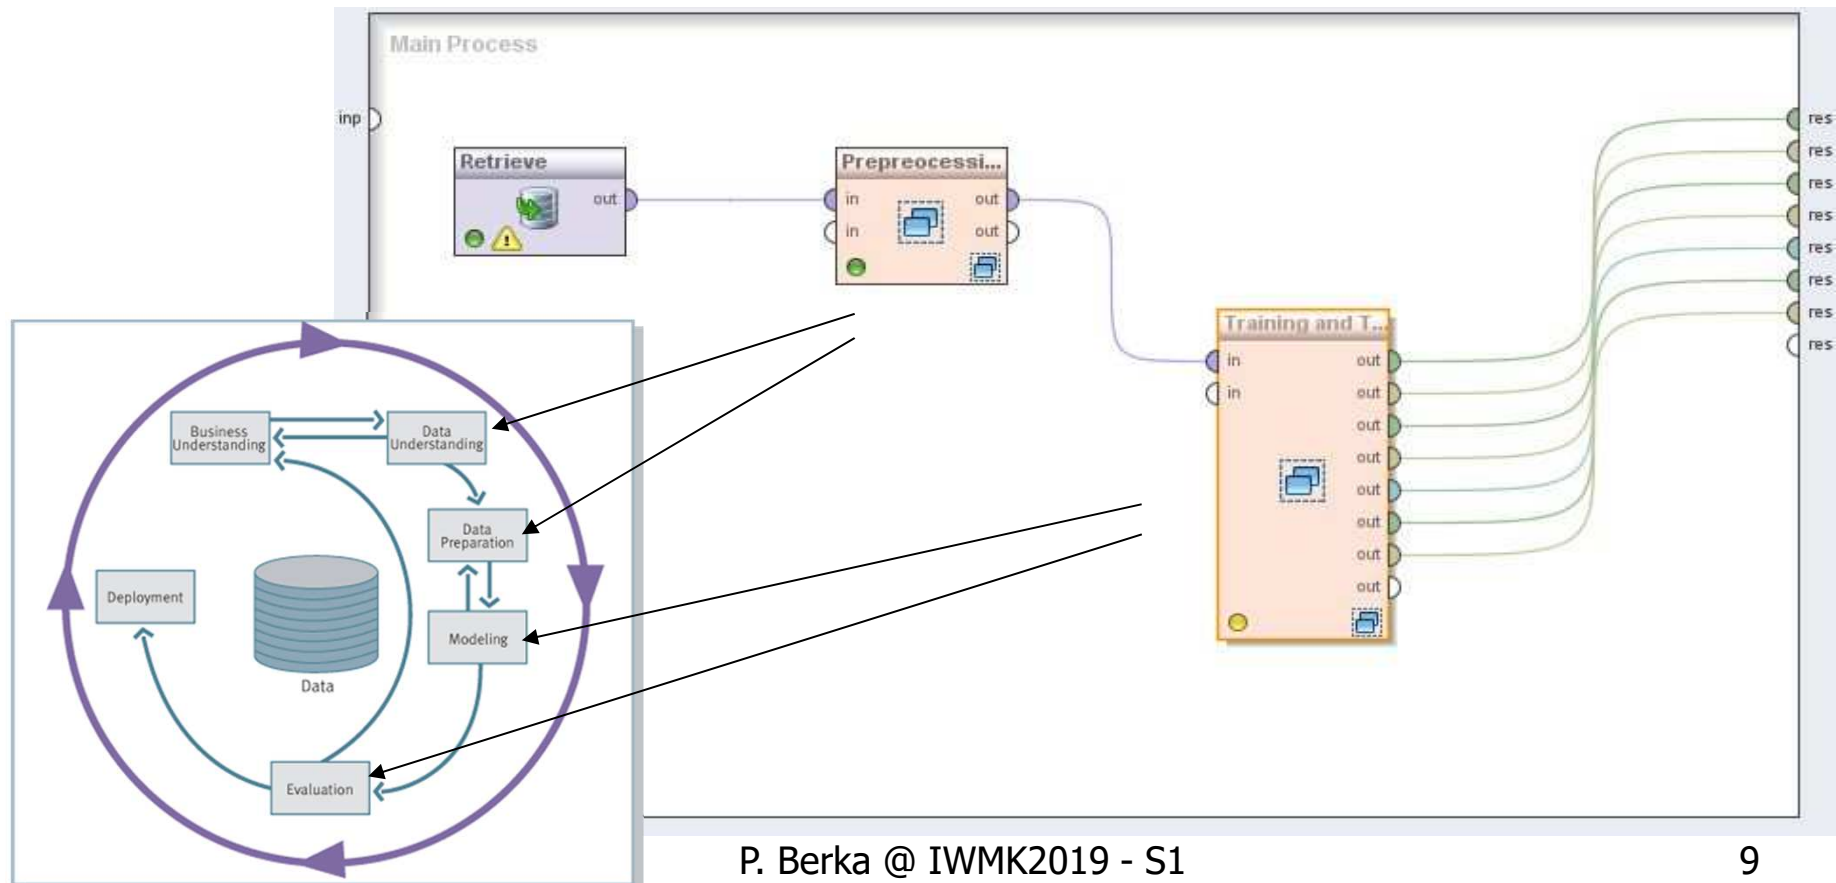 Main Process
inp
Retrieve
out
Prepreocessi...
in
out
in
out
Training and T...
in
out
in
out
out
out
out
out
out
out
res
res
res
res
res
res
res
res
Business
Understanding
Data
Understanding
Data
Preparation
Modeling
Evaluation
Deployment
Data
P. Berka @ IWMK2019 - S1
9